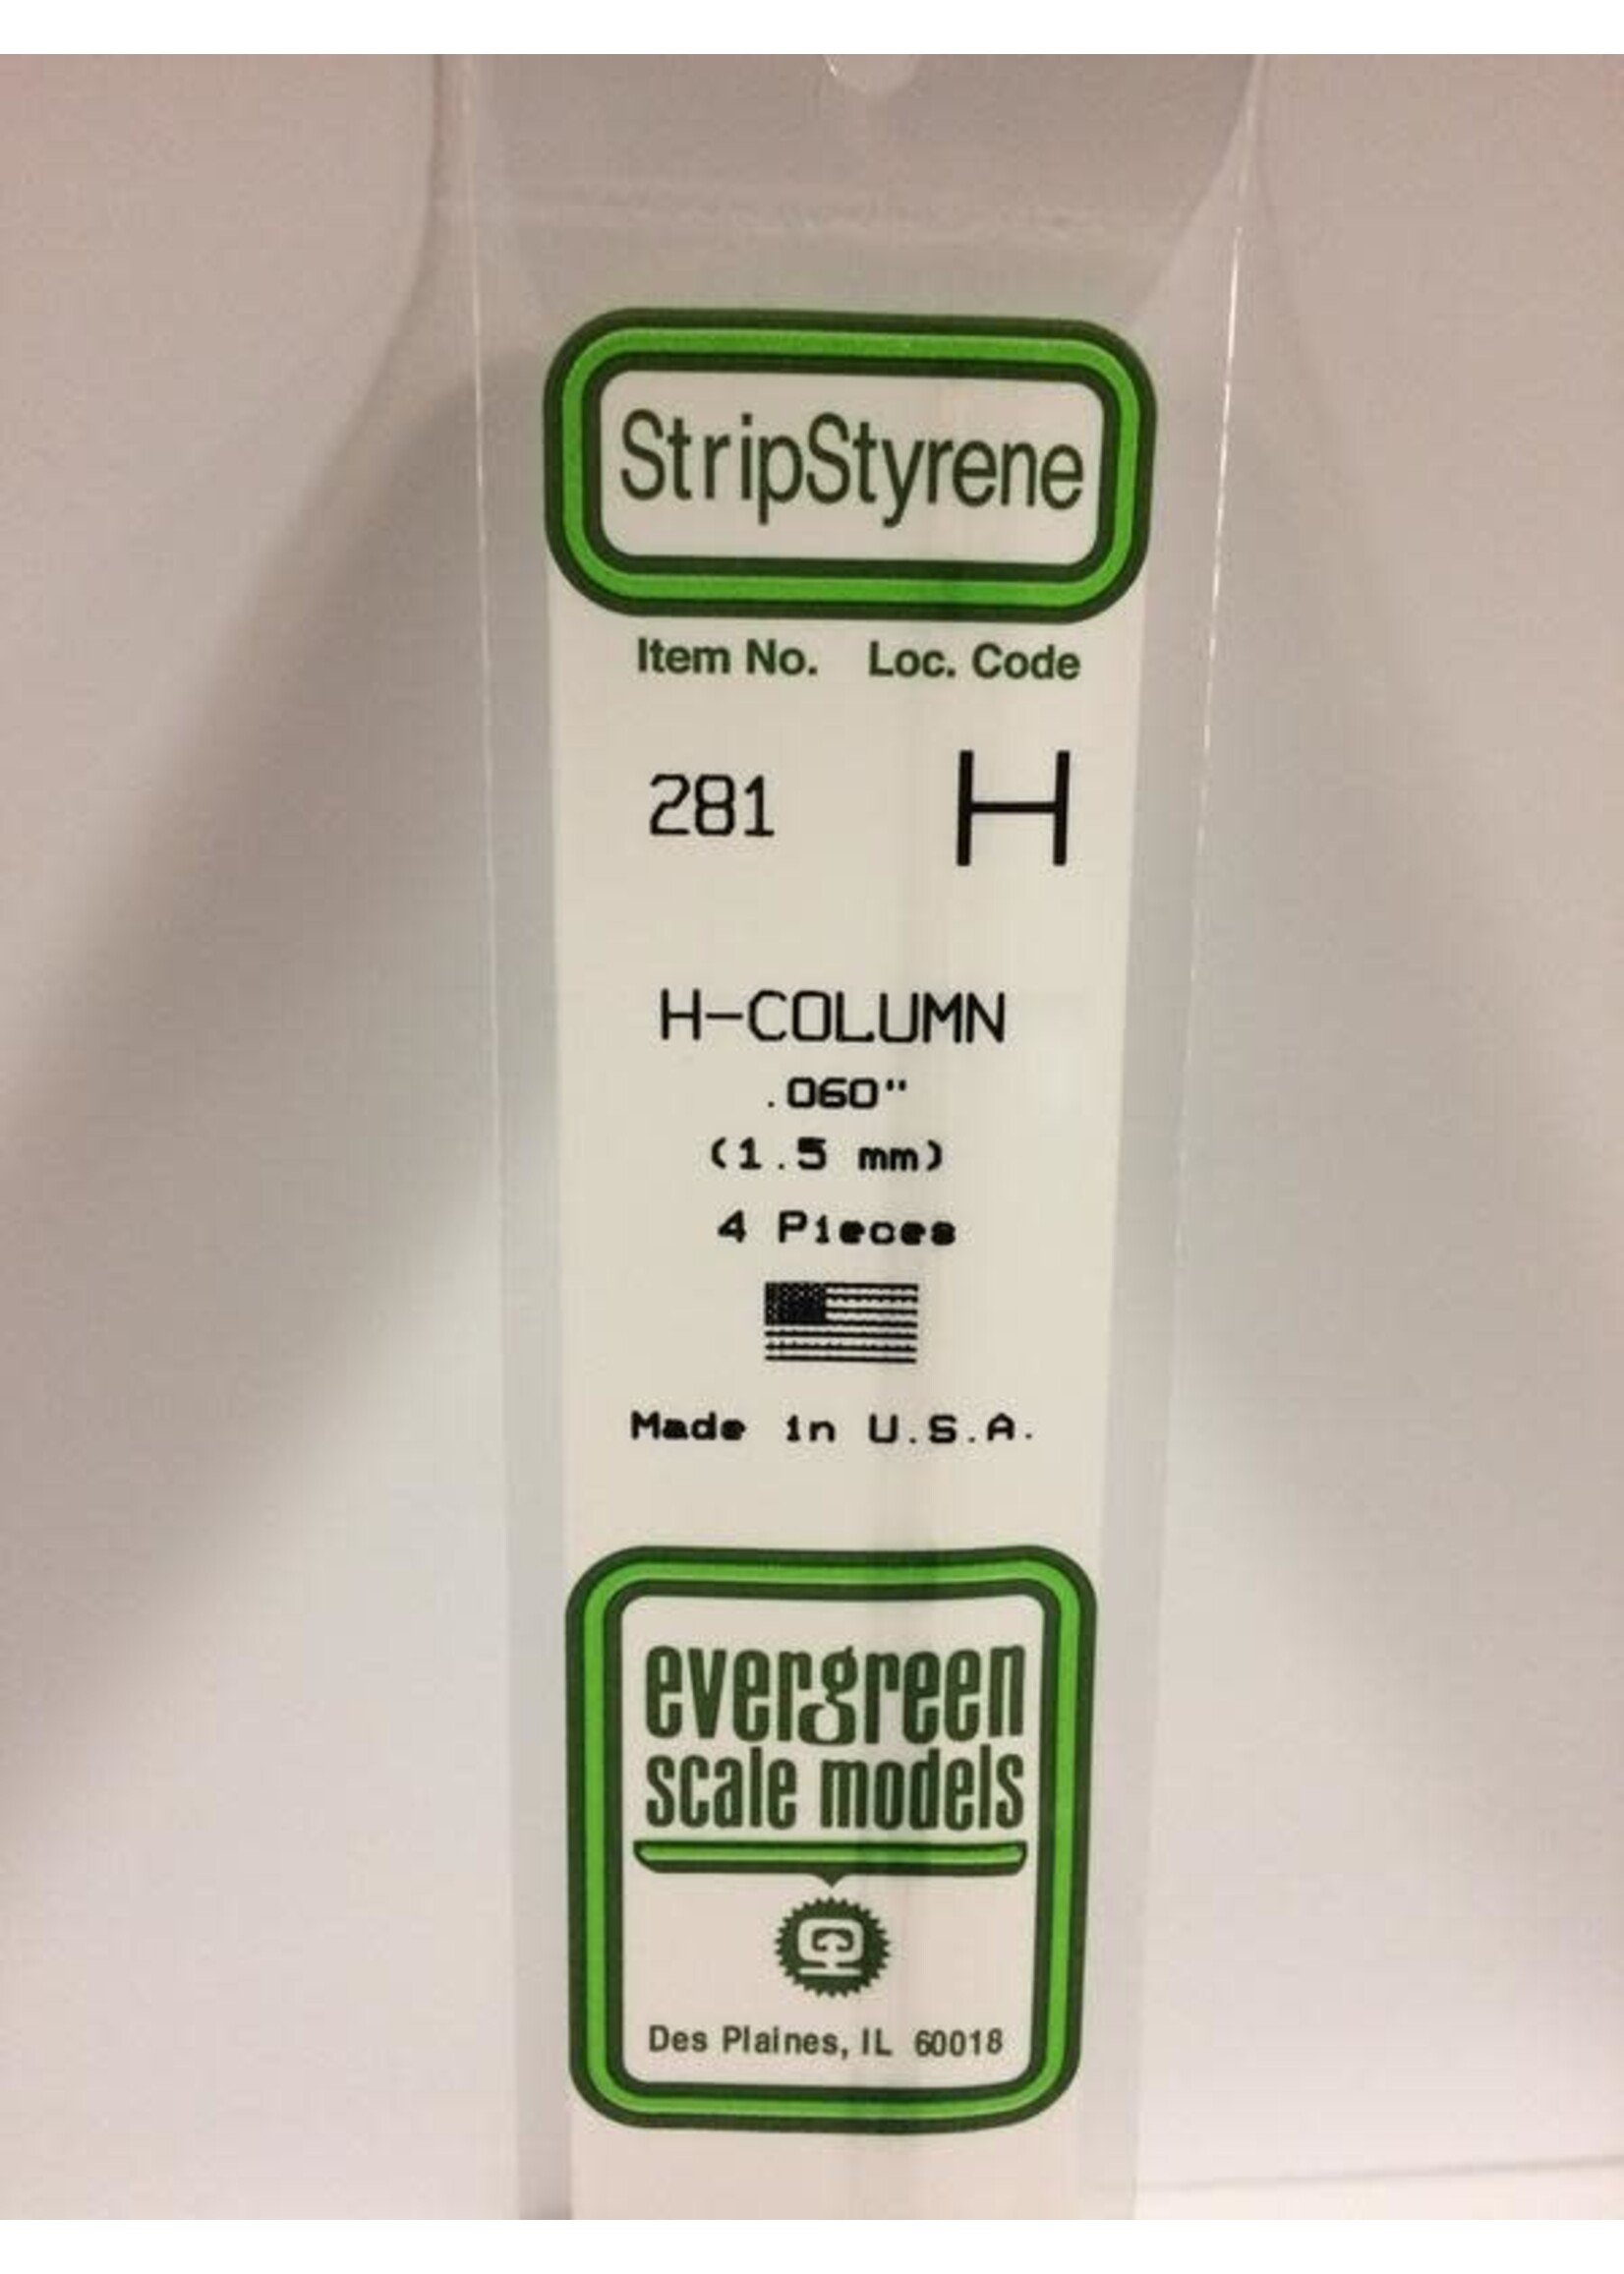 StripStyrene
Item No. Loc. Code
281 H
H-COLUMN
.060"
(1.5 mm)
4 Pieces
Made in U.S.A.
evergreen
scale models
Des Plaines, IL 60018